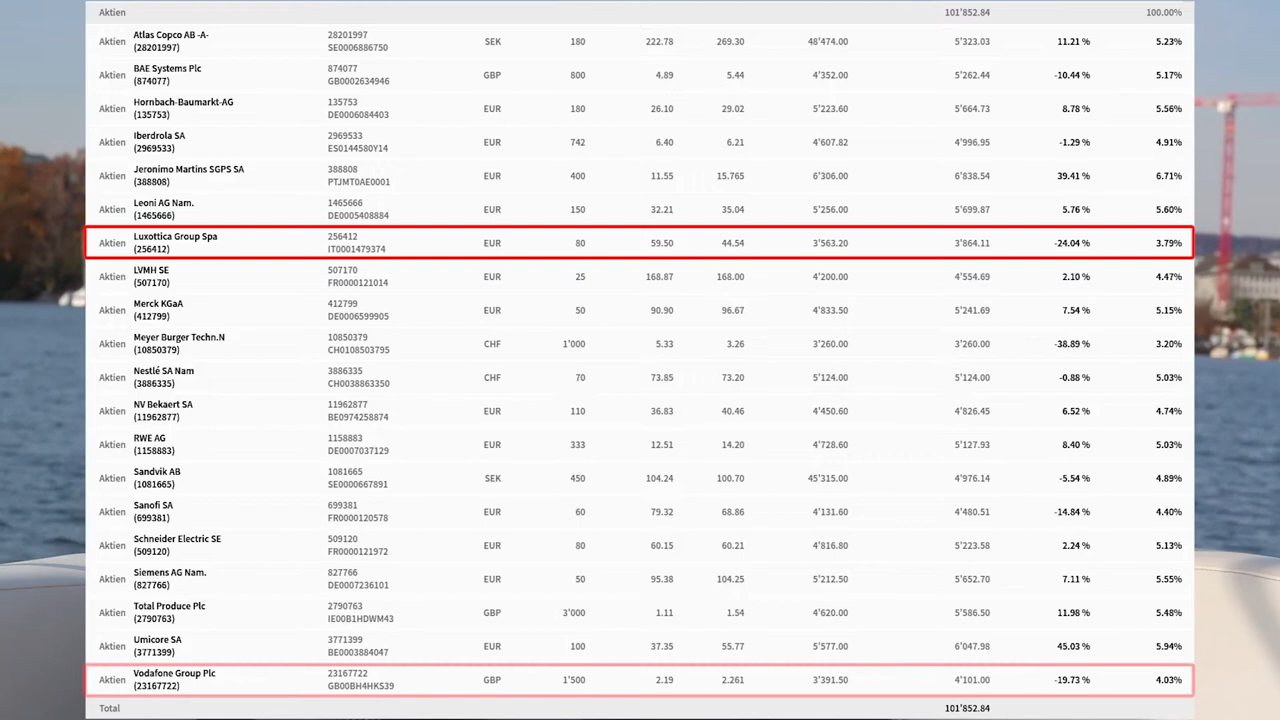 Aktien 101'852.84 100.00%
Aktien Atlas Copco AB -A- (28201997) 28201997 SE0006886750 SEK 180 222.78 269.30 48'474.00 5'323.03 11.21 % 5.23%
Aktien BAE Systems Plc (874077) 874077 GB0002634946 GBP 800 4.89 5.44 4'352.00 5'262.44 -10.44 % 5.17%
Aktien Hornbach-Baumarkt-AG (135753) 135753 DE0006084403 EUR 180 26.10 29.02 5'223.60 5'664.73 8.78 % 5.56%
Aktien Iberdrola SA (2969533) 2969533 ES0144580Y14 EUR 742 6.40 6.21 4'607.82 4'996.95 -1.29 % 4.91%
Aktien Jeronimo Martins SGPS SA (388808) 388808 PTJMT0AE0001 EUR 400 11.55 15.765 6'306.00 6'838.54 39.41 % 6.71%
Aktien Leoni AG Nam. (1465666) 1465666 DE0005408884 EUR 150 32.21 35.04 5'256.00 5'699.87 5.76 % 5.60%
Aktien Luxottica Group Spa (256412) 256412 IT0001479374 EUR 80 59.50 44.54 3'563.20 3'864.11 -24.04 % 3.79%
Aktien LVMH SE (507170) 507170 FR0000121014 EUR 25 168.87 168.00 4'200.00 4'554.69 2.10 % 4.47%
Aktien Merck KGaA (412799) 412799 DE0006599905 EUR 50 90.90 96.67 4'833.50 5'241.69 7.54 % 5.15%
Aktien Meyer Burger Techn.N (10850379) 10850379 CH0108503795 CHF 1'000 5.33 3.26 3'260.00 3'260.00 -38.89 % 3.20%
Aktien Nestlé SA Nam (3886335) 3886335 CH0038863350 CHF 70 73.85 73.20 5'124.00 5'124.00 -0.88 % 5.03%
Aktien NV Bekaert SA (11962877) 11962877 BE0974258874 EUR 110 36.83 40.46 4'450.60 4'826.45 6.52 % 4.74%
Aktien RWE AG (1158883) 1158883 DE0007037129 EUR 333 12.51 14.20 4'728.60 5'127.93 8.40 % 5.03%
Aktien Sandvik AB (1081665) 1081665 SE0000667891 SEK 450 104.24 100.70 45'315.00 4'976.14 -5.54 % 4.89%
Aktien Sanofi SA (699381) 699381 FR0000120578 EUR 60 79.32 68.86 4'131.60 4'480.51 -14.84 % 4.40%
Aktien Schneider Electric SE (509120) 509120 FR0000121972 EUR 80 60.15 60.21 4'816.80 5'223.58 2.24 % 5.13%
Aktien Siemens AG Nam. (827766) 827766 DE0007236101 EUR 50 95.38 104.25 5'212.50 5'652.70 7.11 % 5.55%
Aktien Total Produce Plc (2790763) 2790763 IE00B1HDWM43 GBP 3'000 1.11 1.54 4'620.00 5'586.50 11.98 % 5.48%
Aktien Umicore SA (3771399) 3771399 BE0003884047 EUR 100 37.35 55.77 5'577.00 6'047.98 45.03 % 5.94%
Aktien Vodafone Group Plc (23167722) 23167722 GB00BH4HKS39 GBP 1'500 2.19 2.261 3'391.50 4'101.00 -19.73 % 4.03%
Total 101'852.84